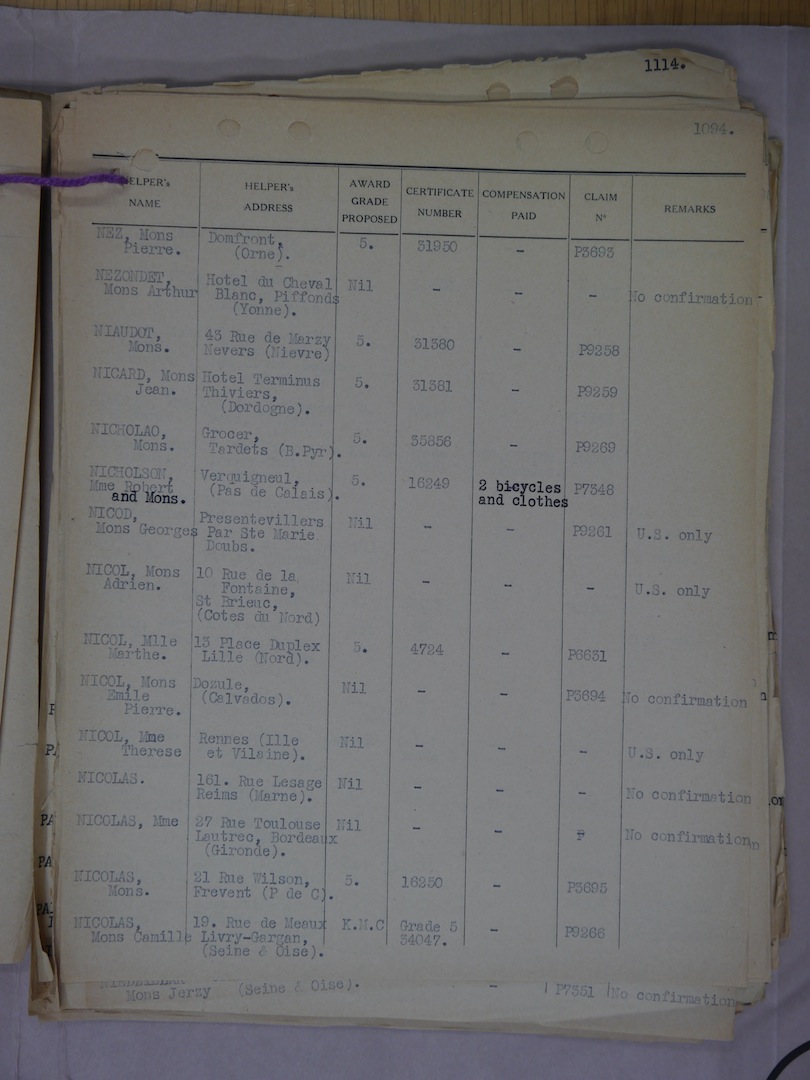 1114.
1094.
HELPER's NAME
HELPER's ADDRESS
AWARD GRADE PROPOSED
CERTIFICATE NUMBER
COMPENSATION PAID
CLAIM N°
REMARKS
NEZ, Mons Domfront, 5. 31950 - P3693
Pierre. (Orne).
NEZONDET, Hotel du Cheval Nil - - - No confirmation
Mons Arthur Blanc, Piffonds
(Yonne).
NIAUDOT, 43 Rue de Marzy 5. 31380 - P9258
Mons. Nevers (Nievre)
NICARD, Mons Hotel Terminus 5. 31381 - P9259
Jean. Thiviers,
(Dordogne).
NICHOLAO, Grocer, 5. 35856 - P9269
Mons. Tardets (B.Pyr).
NICHOLSON, Verquigneul, 5. 16249 2 bicycles P7548
Mme Robert (Pas de Calais). and clothes
and Mons.
NICOD, Presentevillers Nil - - P9261 U.S. only
Mons Georges Par Ste Marie
Doubs.
NICOL, Mons 10 Rue de la Nil - - - U.S. only
Adrien. Fontaine,
St Brieuc,
(Cotes du Nord)
NICOL, Mlle 13 Place Duplex 5. 4724 - P6631
Marthe. Lille (Nord).
NICOL, Mons Dozule, Nil - - P3694 No confirmation
Emile (Calvados).
Pierre.
NICOL, Mme Rennes (Ille Nil - - - U.S. only
Therese et Vilaine).
NICOLAS. 161. Rue Lesage Nil - - - No confirmation
Reims (Marne).
NICOLAS, Mme 27 Rue Toulouse Nil - - P No confirmation
Lautrec, Bordeaux
(Gironde).
NICOLAS, 21 Rue Wilson, 5. 16250 - P3695
Mons. Frevent (P de C).
NICOLAS, 19. Rue de Meaux K.M.C Grade 5 - P9266
Mons Camille Livry-Gargan, 34047.
(Seine & Oise).
Mons Jerzy (Seine & Oise). - P7351 No confirmation